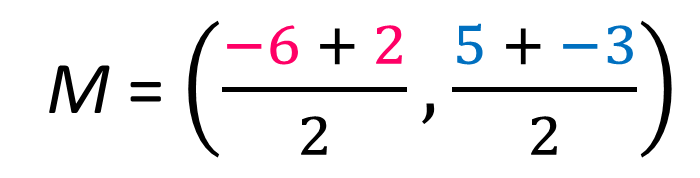 M = (−6 + 2 / 2 , 5 + −3 / 2)